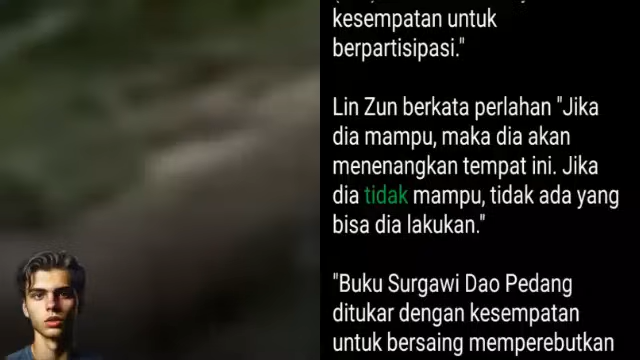 kesempatan untuk
berpartisipasi."
Lin Zun berkata perlahan "Jika
dia mampu, maka dia akan
menenangkan tempat ini. Jika
dia tidak mampu, tidak ada yang
bisa dia lakukan."
"Buku Surgawi Dao Pedang
ditukar dengan kesempatan
untuk bersaing memperebutkan